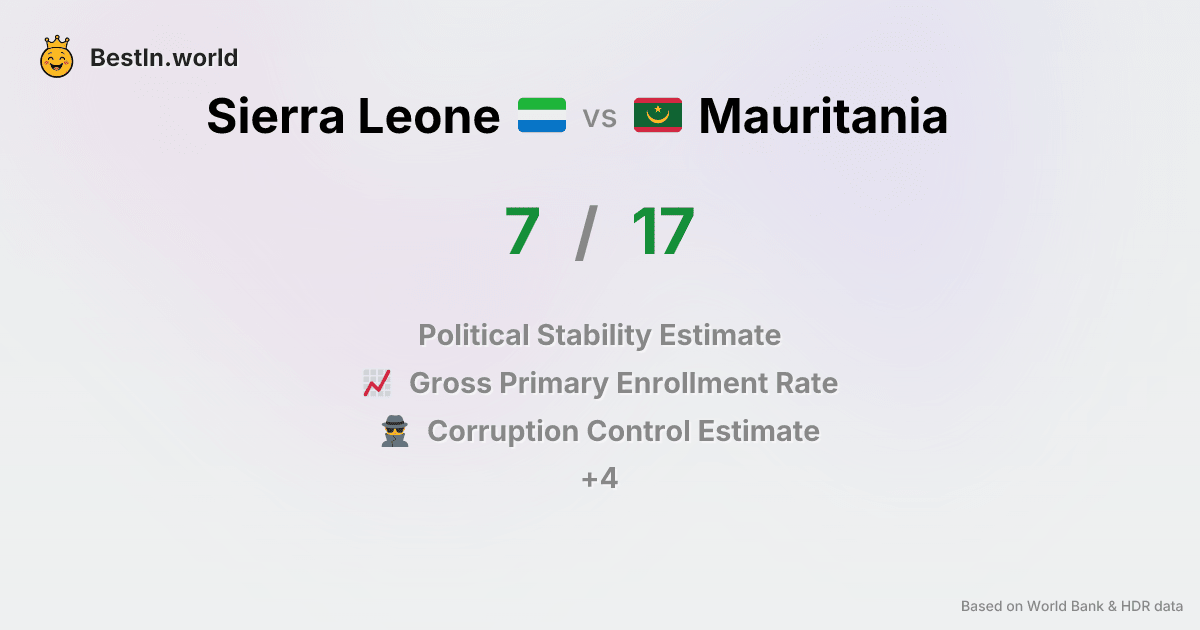 BestIn.world
Sierra Leone vs Mauritania
7 / 17
Political Stability Estimate
Gross Primary Enrollment Rate
Corruption Control Estimate
+4
Based on World Bank & HDR data